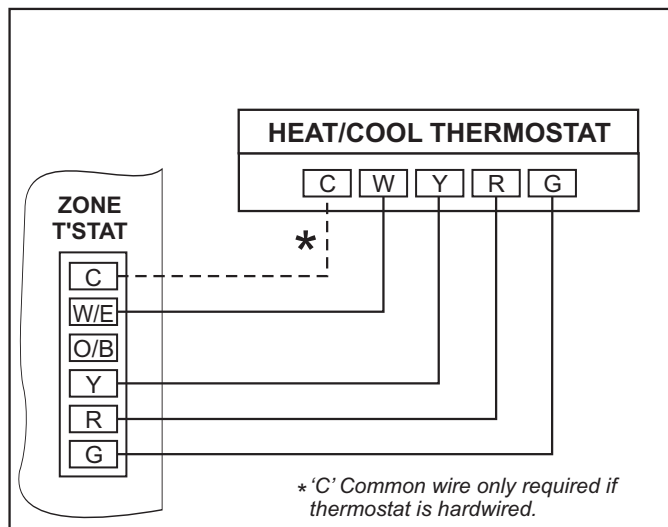 HEAT/COOL THERMOSTAT
C W Y R G
ZONE
T'STAT
*
C
W/E
O/B
Y
R
G
*'C' Common wire only required if
thermostat is hardwired.